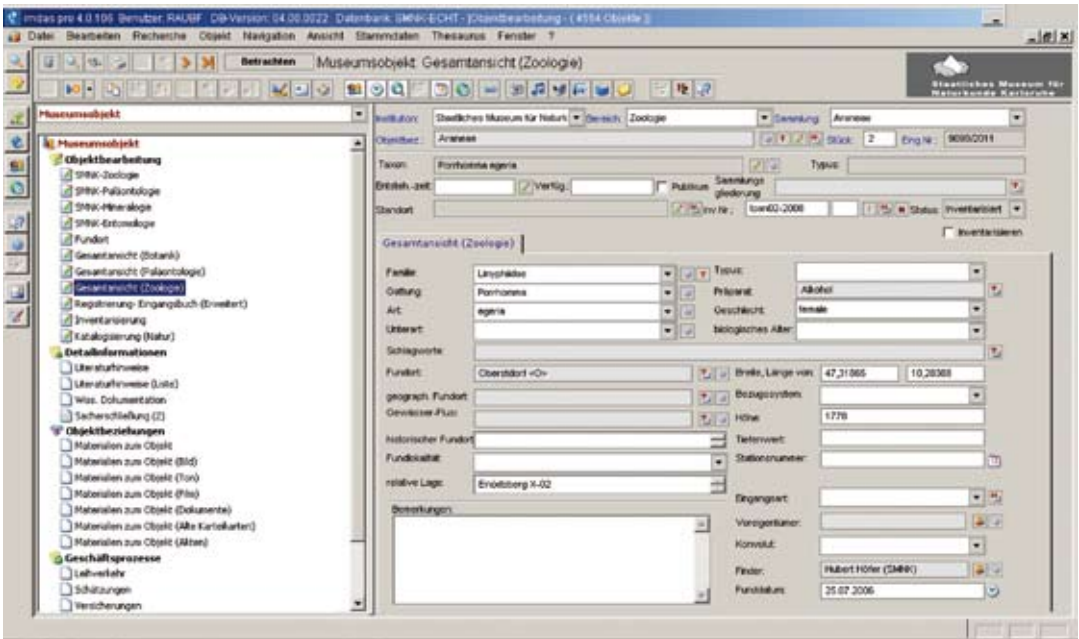 imdas pro 4.0.106 Benutzer: RAUBF DB-Version: 04.00.0022 Datenbank: SMNK-ECHT - [Objektbearbeitung - ( 4554 Objekte )]
Datei Bearbeiten Recherche Objekt Navigation Ansicht Stammdaten Thesaurus Fenster ?
Betrachten Museumsobjekt: Gesamtansicht (Zoologie)
Staatliches Museum für
Naturkunde Karlsruhe
Museumsobjekt
Museumsobjekt
Objektbearbeitung
SMNK-Zoologie
SMNK-Paläontologie
SMNK-Mineralogie
SMNK-Entomologie
Fundort
Gesamtansicht (Botanik)
Gesamtansicht (Paläontologie)
Gesamtansicht (Zoologie)
Registrierung- Eingangsbuch (Erweitert)
Inventarisierung
Katalogisierung (Natur)
Detailinformationen
Literaturhinweise
Literaturhinweise (Liste)
Wiss. Dokumentation
Sacherschließung (2)
Objektbeziehungen
Materialien zum Objekt
Materialien zum Objekt (Bild)
Materialien zum Objekt (Ton)
Materialien zum Objekt (Film)
Materialien zum Objekt (Dokumente)
Materialien zum Objekt (Alte Karteikarten)
Materialien zum Objekt (Akten)
Geschäftsprozesse
Leihverkehr
Schätzungen
Versicherungen
Institution: Staatliches Museum für Naturk Bereich: Zoologie Sammlung: Araneae
Objektbez.: Araneae Stück: 2 Eing.Nr.: 9093/2011
Taxon: Porrhomma egeria Typus:
Entsteh.-zeit: Verfüg.: Publikum Sammlungs gliederung
Standort Inv.Nr.: Status: Inventarisiert
Inventarisieren
Gesamtansicht (Zoologie)
Familie: Linyphiidae Typus:
Gattung: Porrhomma Präparat: Alkohol
Art: egeria Geschlecht: female
Unterart: biologisches Alter:
Schlagworte:
Fundort: Oberstdorf <O> Breite, Länge von: 47,31865 10,28388
geograph. Fundort: Bezugssystem:
Gewässer-Fluss: Höhe: 1778
historischer Fundort Tiefenwert:
Fundlokalität: Stationsnummer:
relative Lage: Einödsberg X-02
Bemerkungen: Eingangsart:
Voreigentümer:
Konvolut:
Finder: Hubert Höfer (SMNK)
Funddatum: 25.07.2006